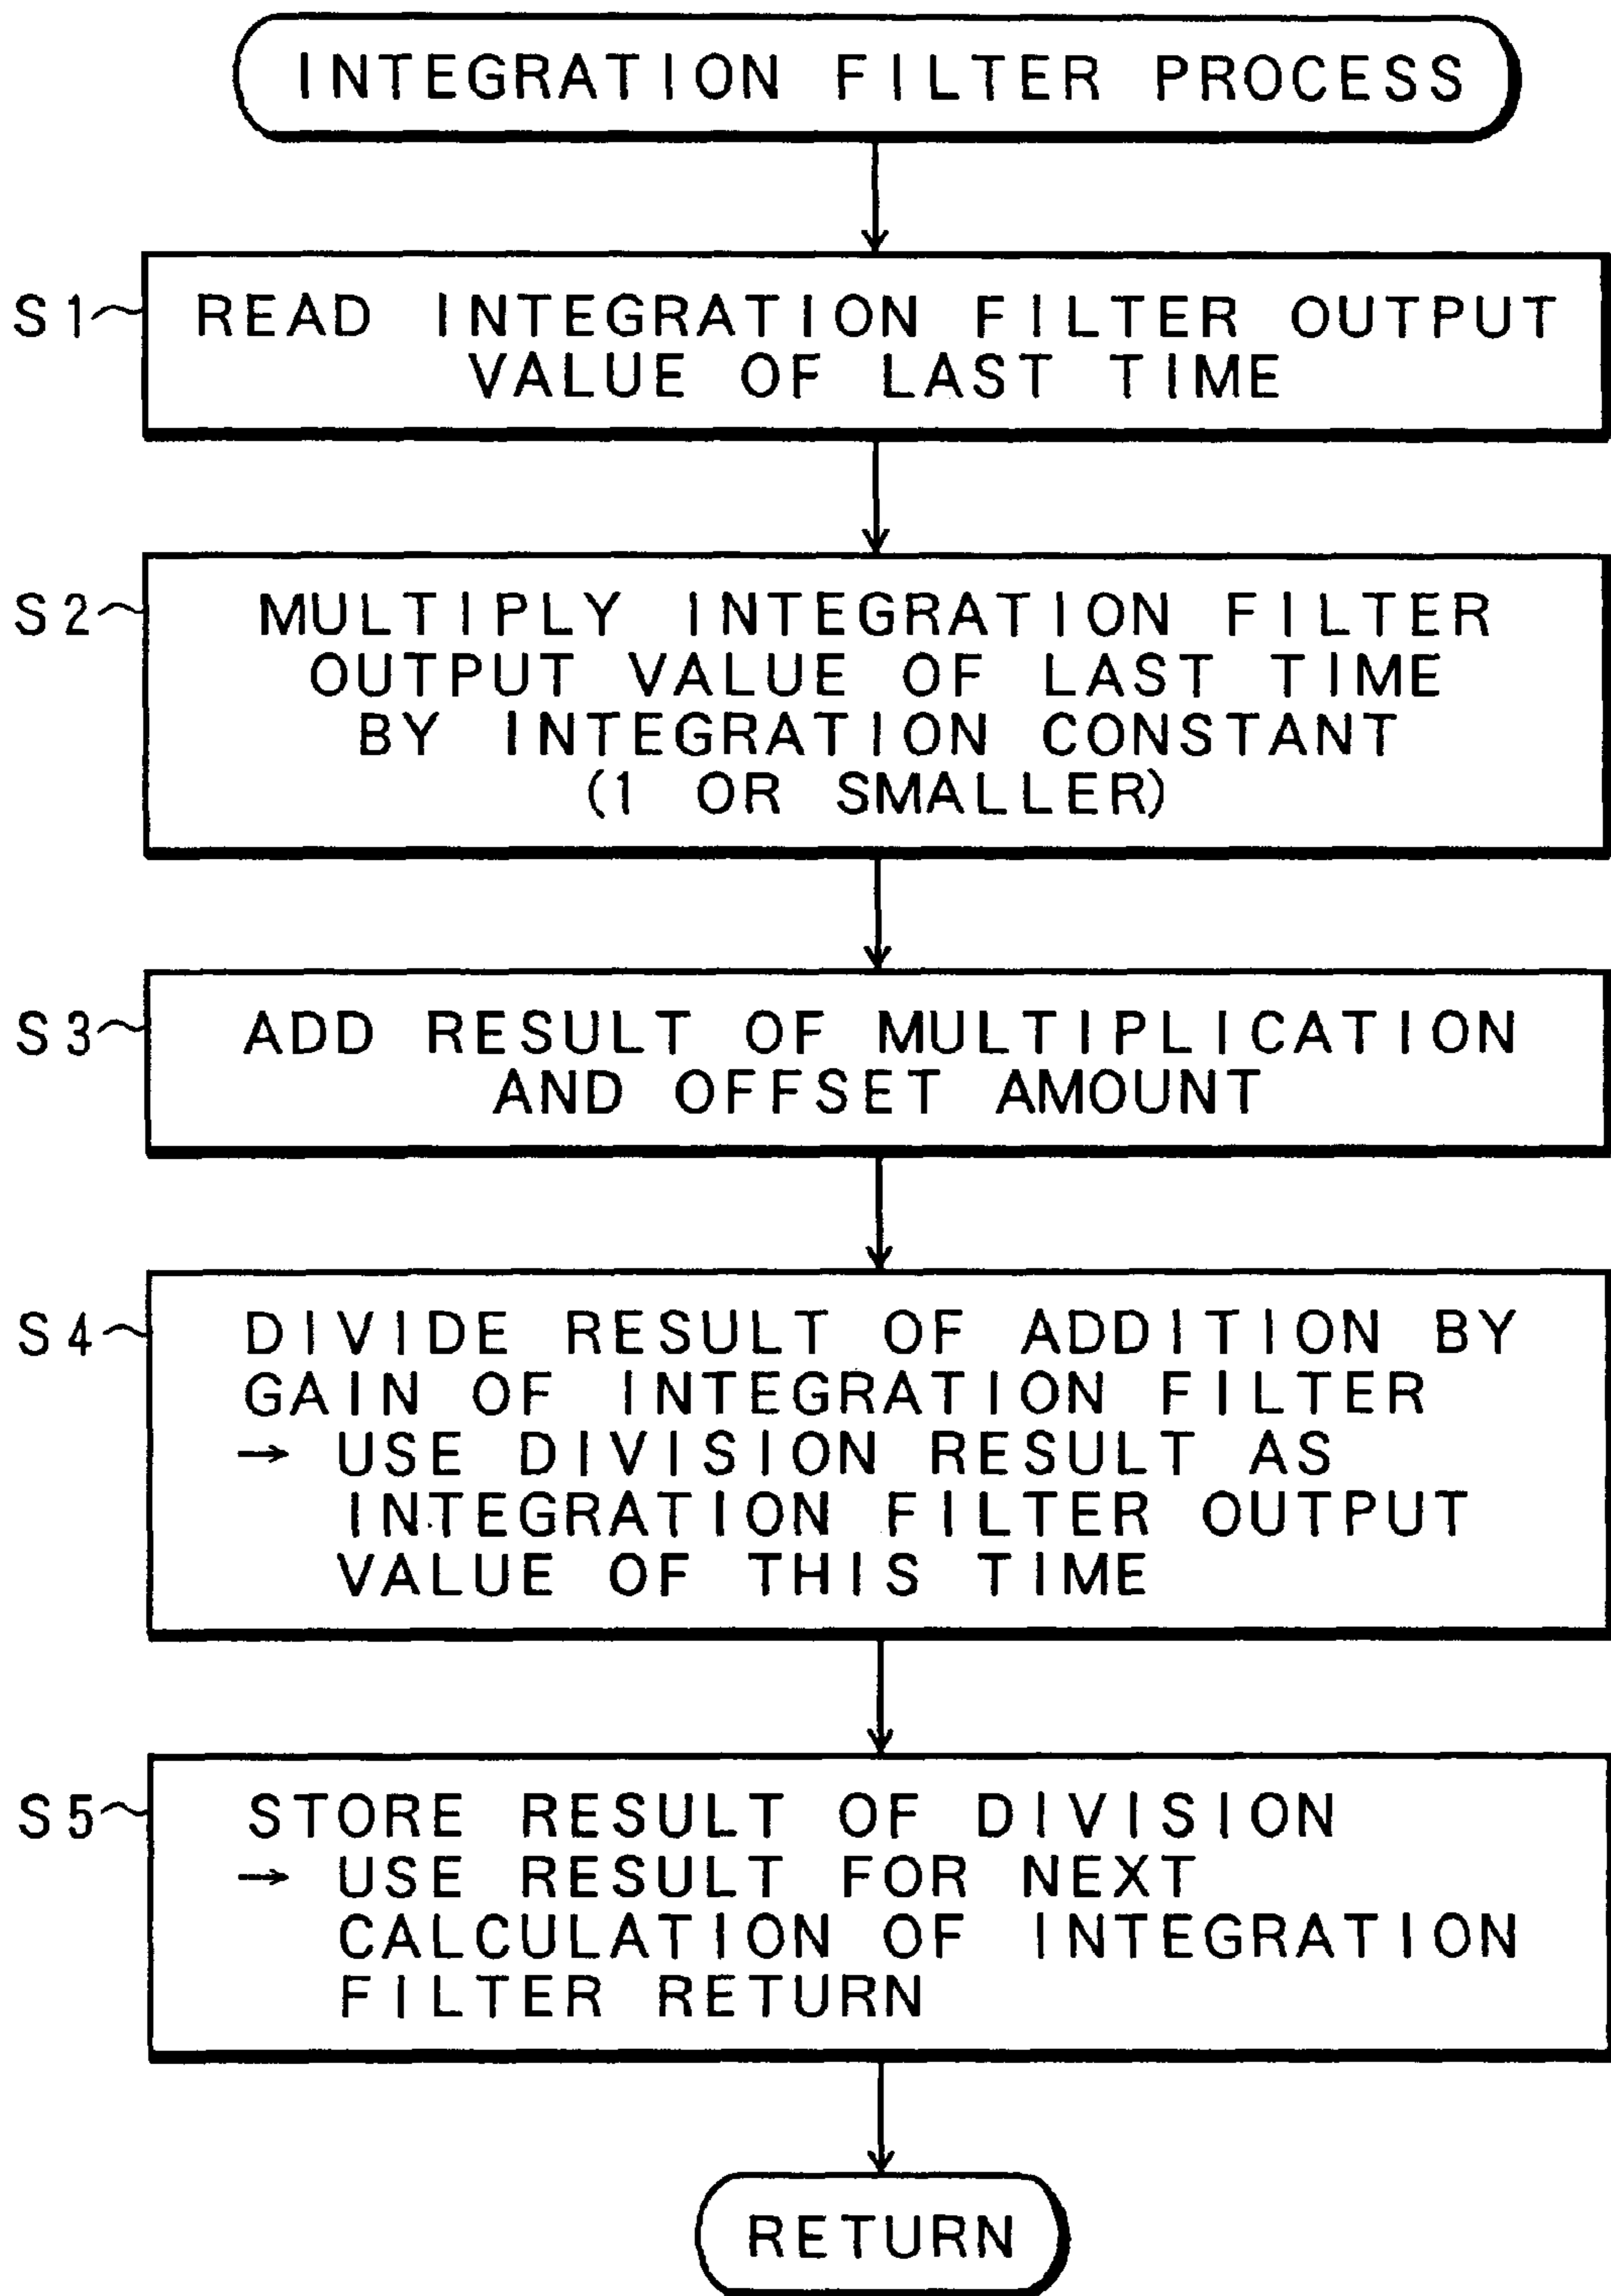 INTEGRATION FILTER PROCESS
S1
READ INTEGRATION FILTER OUTPUT
VALUE OF LAST TIME
S2
MULTIPLY INTEGRATION FILTER
OUTPUT VALUE OF LAST TIME
BY INTEGRATION CONSTANT
(1 OR SMALLER)
S3
ADD RESULT OF MULTIPLICATION
AND OFFSET AMOUNT
S4
DIVIDE RESULT OF ADDITION BY
GAIN OF INTEGRATION FILTER
→ USE DIVISION RESULT AS
INTEGRATION FILTER OUTPUT
VALUE OF THIS TIME
S5
STORE RESULT OF DIVISION
→ USE RESULT FOR NEXT
CALCULATION OF INTEGRATION
FILTER RETURN
RETURN